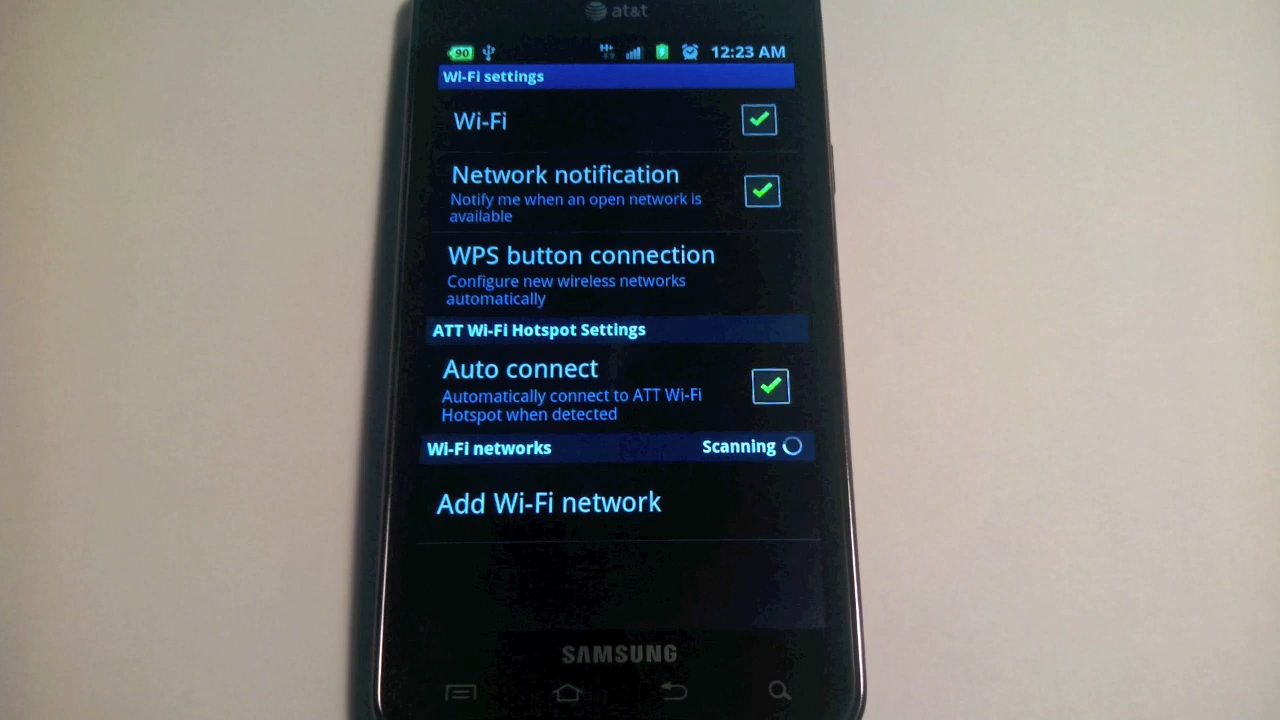 at&t
90 H+ 12:23 AM
Wi-Fi settings
Wi-Fi
Network notification
Notify me when an open network is
available
WPS button connection
Configure new wireless networks
automatically
ATT Wi-Fi Hotspot Settings
Auto connect
Automatically connect to ATT Wi-Fi
Hotspot when detected
Wi-Fi networks Scanning
Add Wi-Fi network
SAMSUNG